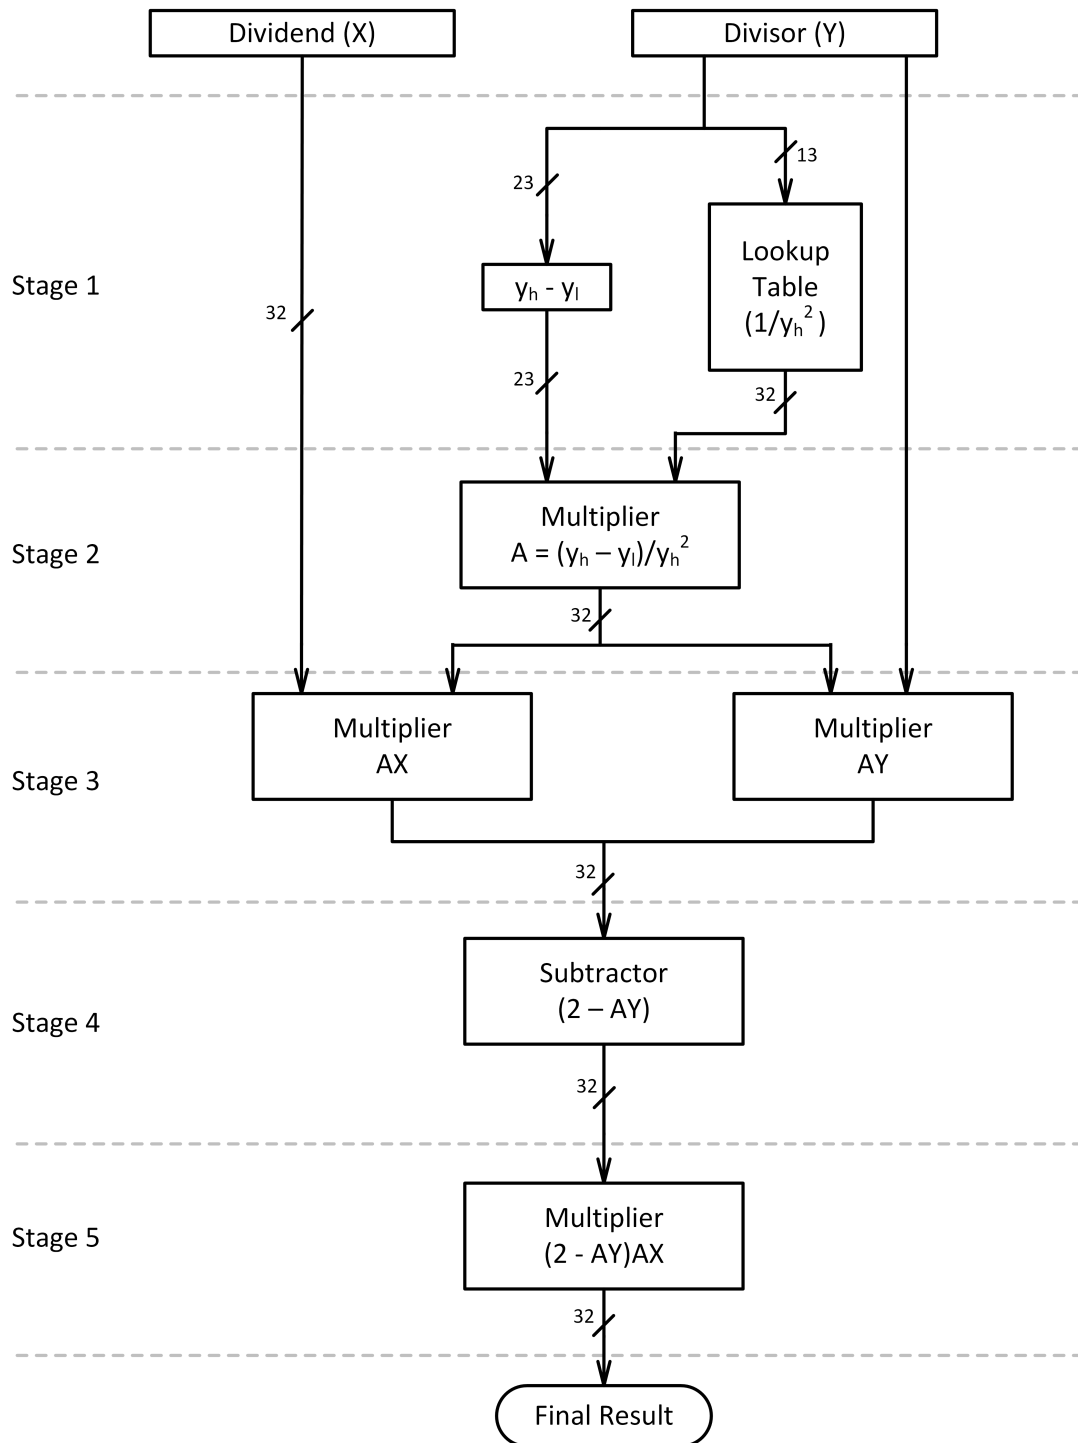 Dividend (X)
Divisor (Y)
13
23
Lookup
Table
(1/yₕ²)
Stage 1
yₕ - yₗ
32
23
32
Multiplier
A = (yₕ – yₗ)/yₕ²
Stage 2
32
Multiplier
AX
Multiplier
AY
Stage 3
32
Subtractor
(2 – AY)
Stage 4
32
Multiplier
(2 - AY)AX
Stage 5
32
Final Result